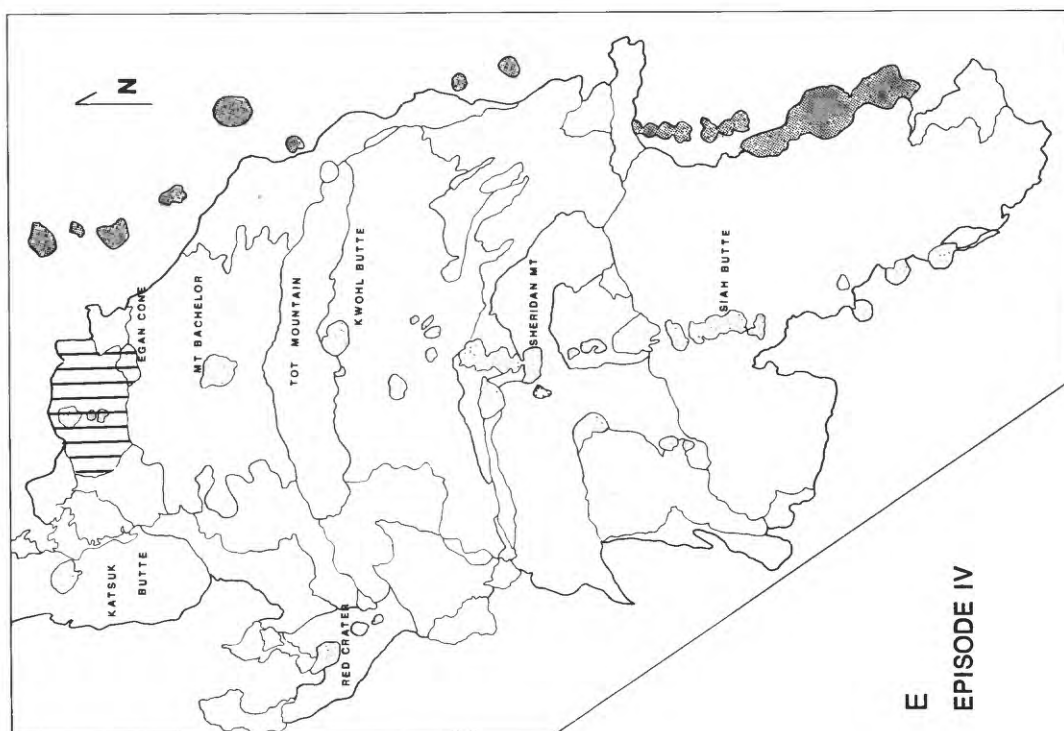 N
EGAN CONE
MT BACHELOR
TOT MOUNTAIN
KWOHL BUTTE
SHERIDAN MT
SIAH BUTTE
KATSUK
BUTTE
RED CRATER
E
EPISODE IV